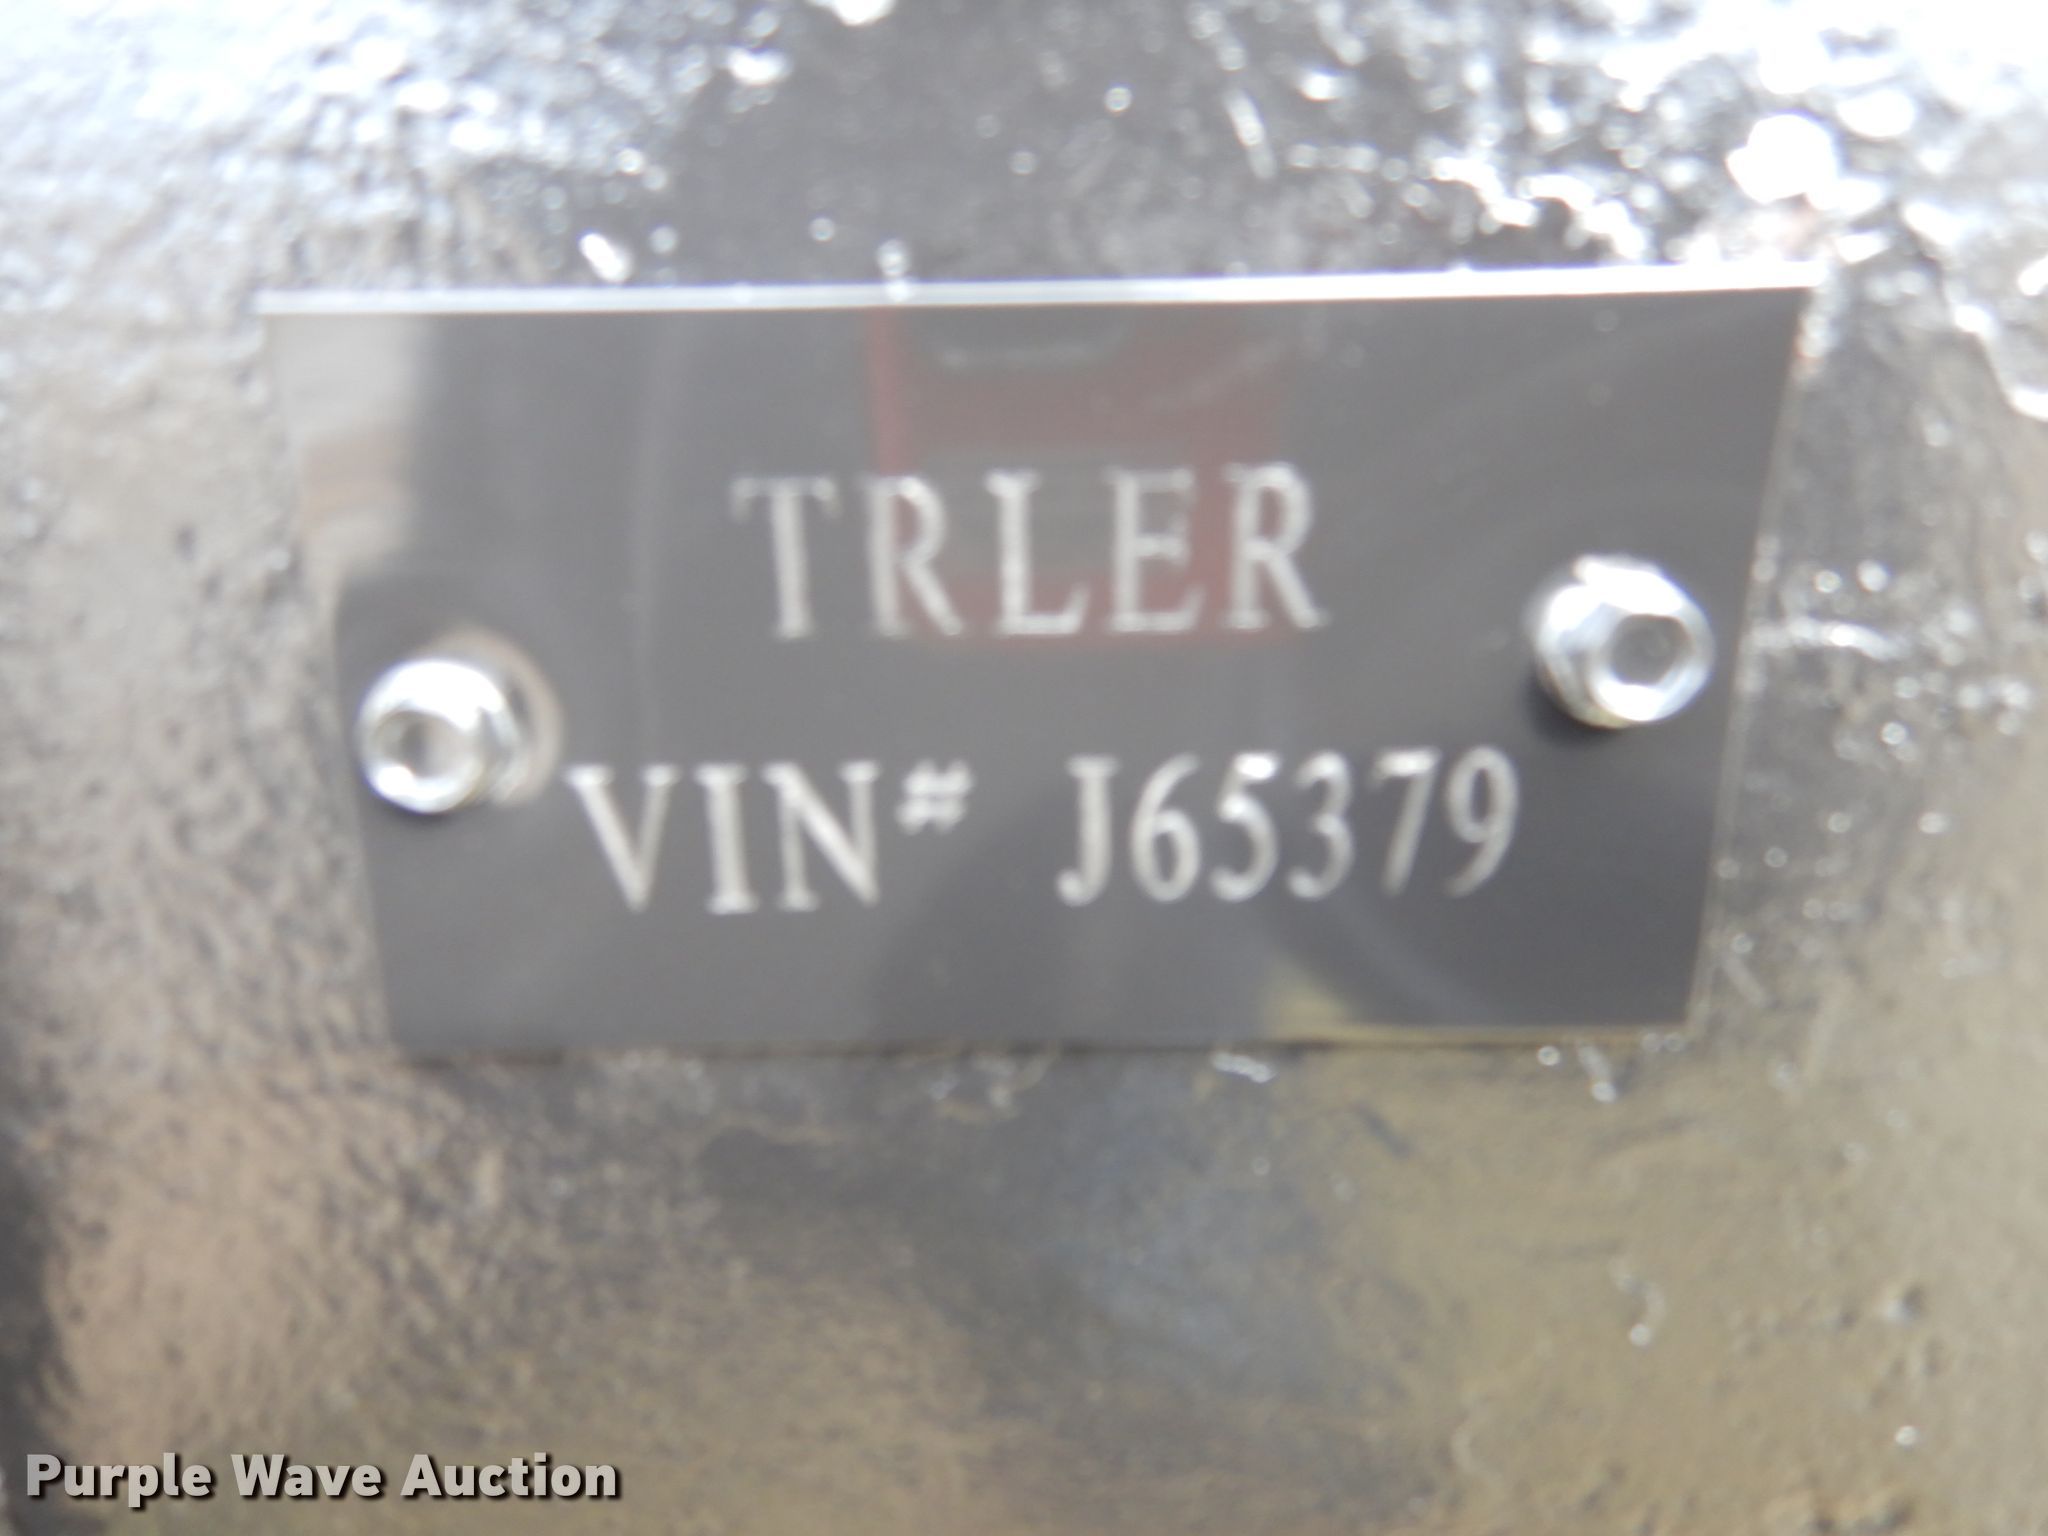 TRLER
VIN# J65379
Purple Wave Auction